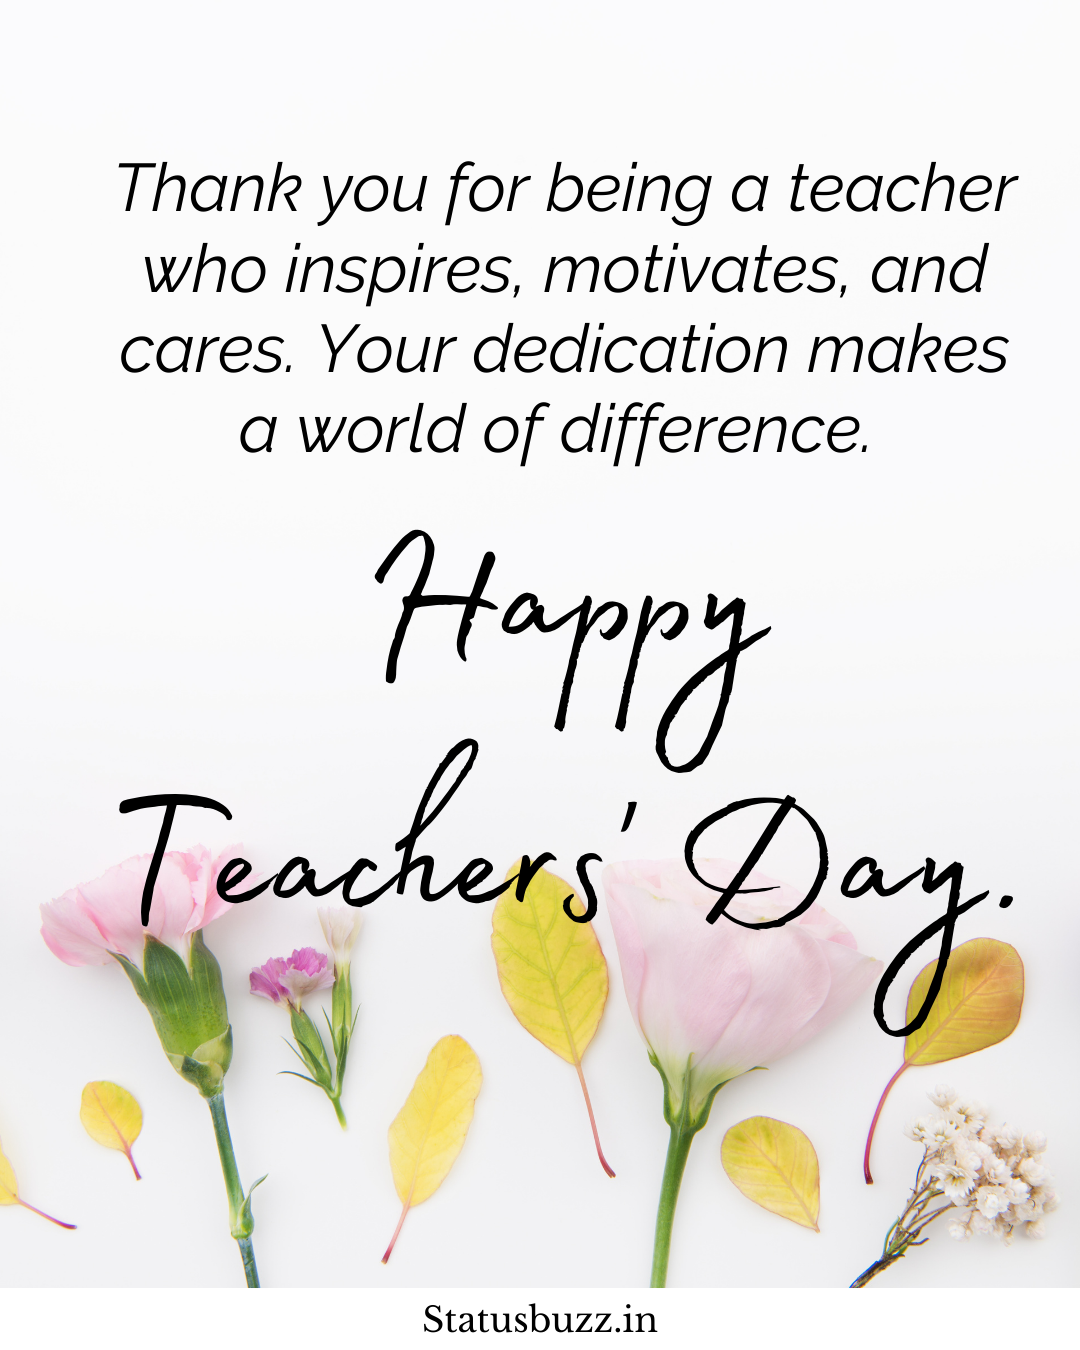 Thank you for being a teacher
who inspires, motivates, and
cares. Your dedication makes
a world of difference.
Happy
Teachers' Day.
Statusbuzz.in